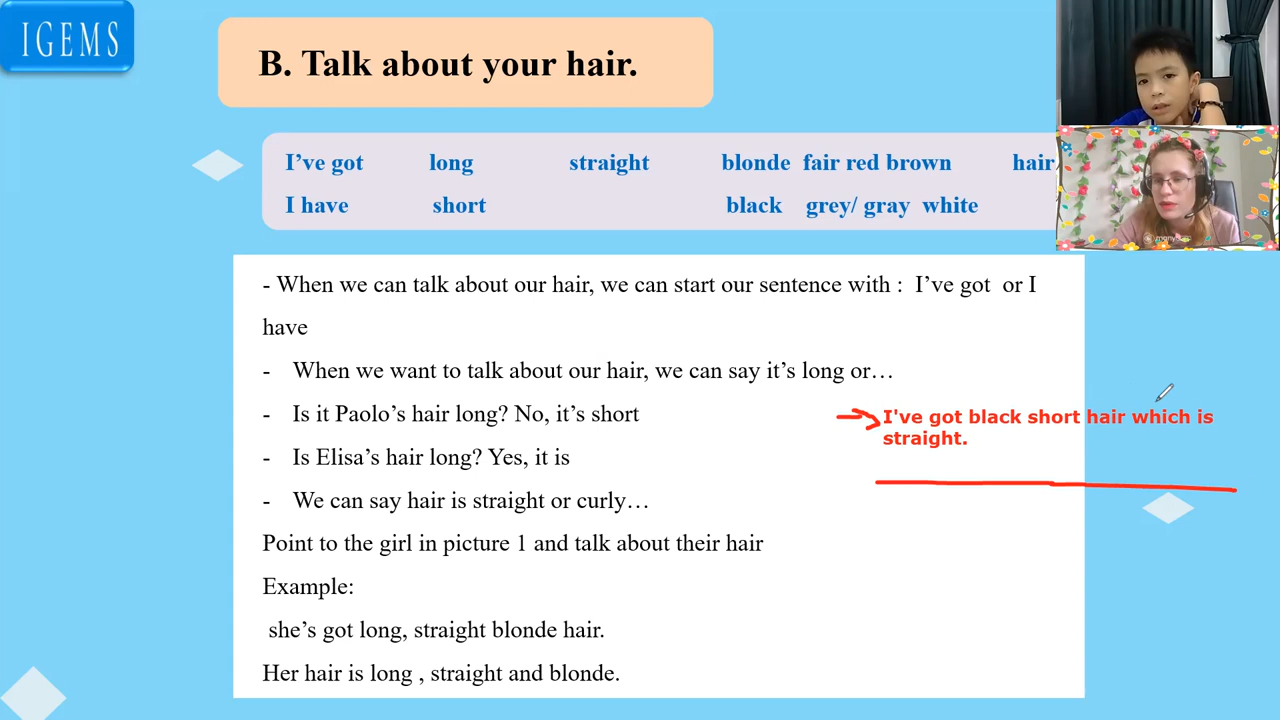 IGEMS
B. Talk about your hair.
I've got long straight blonde fair red brown hair
I have short black grey/ gray white
- When we can talk about our hair, we can start our sentence with : I've got or I
have
- When we want to talk about our hair, we can say it's long or…
- Is it Paolo's hair long? No, it's short
I've got black short hair which is
straight.
- Is Elisa's hair long? Yes, it is
- We can say hair is straight or curly…
Point to the girl in picture 1 and talk about their hair
Example:
she's got long, straight blonde hair.
Her hair is long , straight and blonde.